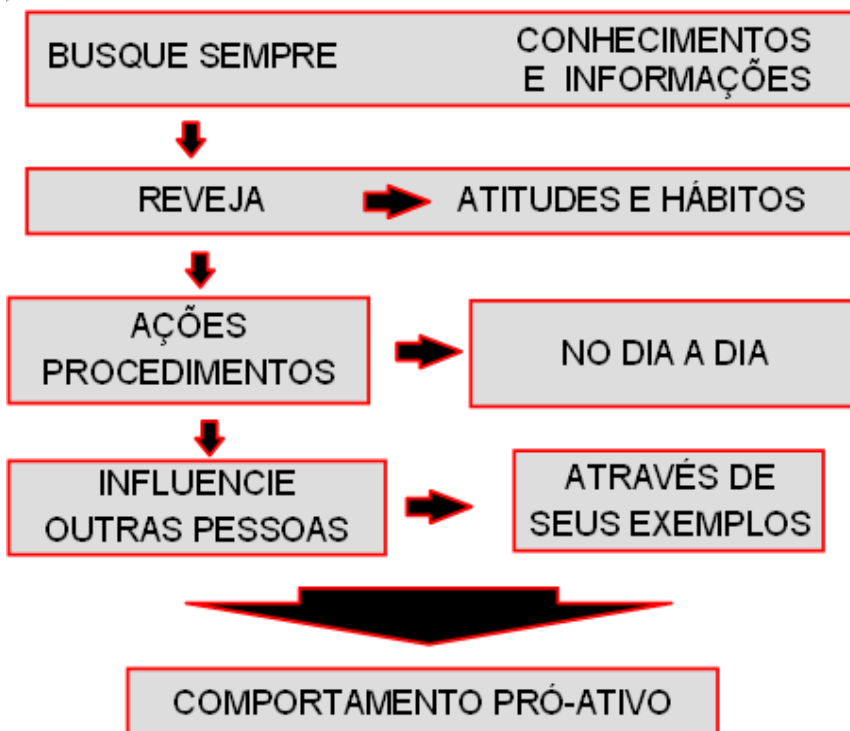 BUSQUE SEMPRE CONHECIMENTOS
E INFORMAÇÕES
REVEJA ATITUDES E HÁBITOS
AÇÕES
PROCEDIMENTOS
NO DIA A DIA
INFLUENCIE
OUTRAS PESSOAS
ATRAVÉS DE
SEUS EXEMPLOS
COMPORTAMENTO PRÓ-ATIVO